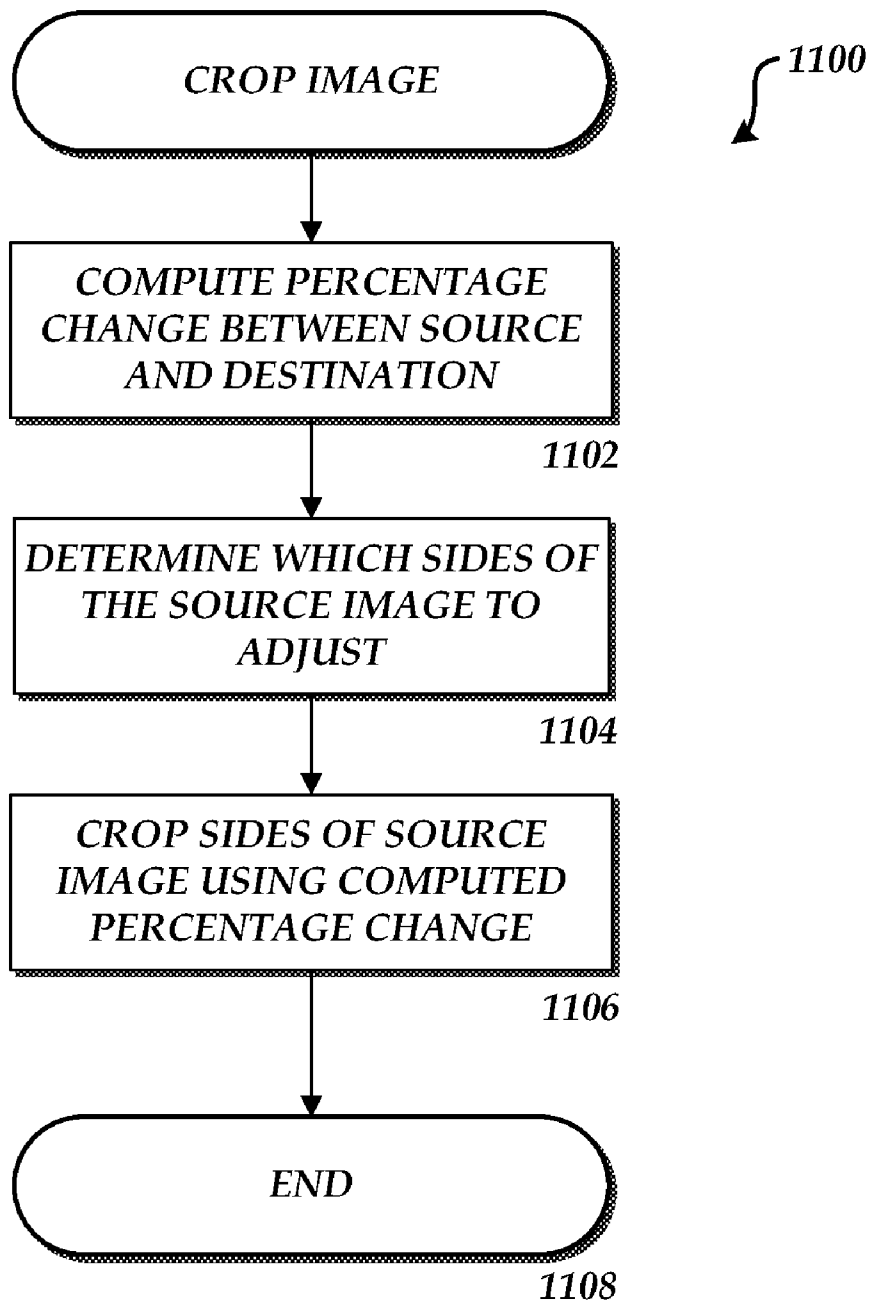 CROP IMAGE
1100
COMPUTE PERCENTAGE
CHANGE BETWEEN SOURCE
AND DESTINATION
1102
DETERMINE WHICH SIDES OF
THE SOURCE IMAGE TO
ADJUST
1104
CROP SIDES OF SOURCE
IMAGE USING COMPUTED
PERCENTAGE CHANGE
1106
END
1108